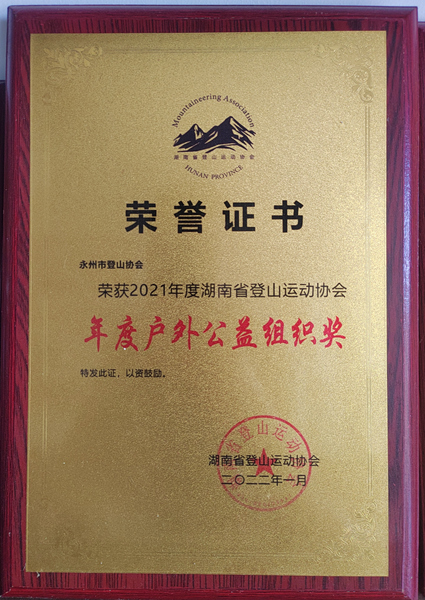 Mountaineering Association
湖南省登山运动协会
HUNAN PROVINCE
荣誉证书
永州市登山协会
荣获2021年度湖南省登山运动协会
年度户外公益组织奖
特发此证，以资鼓励。
湖南省登山运动协会
二〇二二年一月